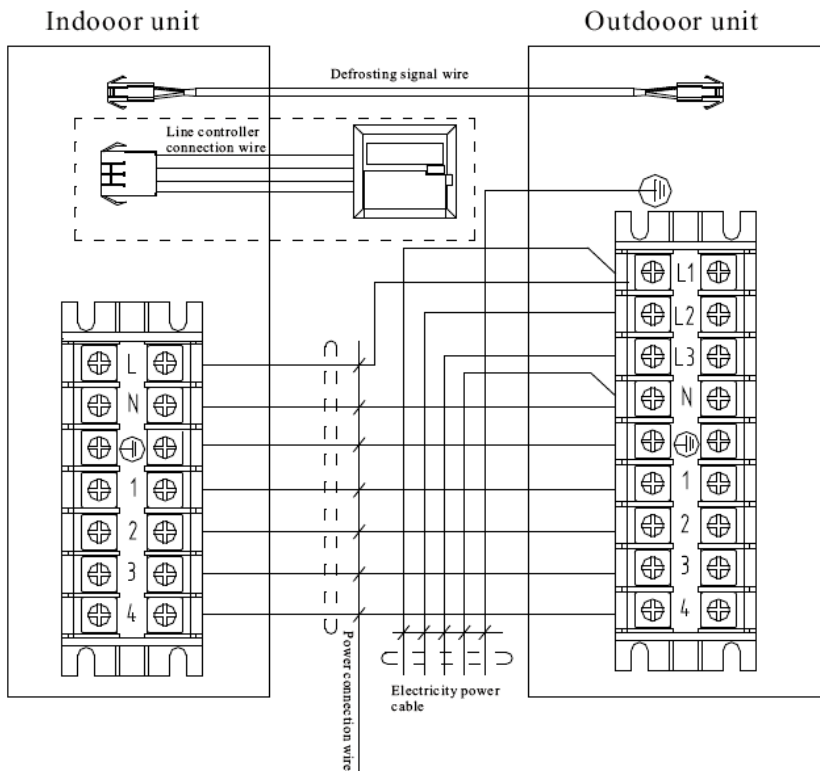 Indooor unit
Outdooor unit
Defrosting signal wire
Line controller
connection wire
L
N
1
2
3
4
L1
L2
L3
N
1
2
3
4
Power connection wire
Electricity power
cable